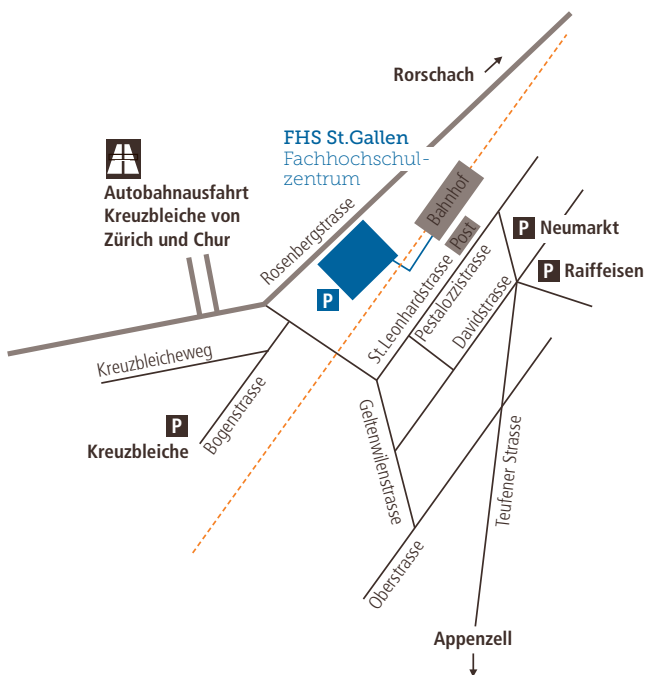 Rorschach
FHS St.Gallen
Fachhochschul-
zentrum
Autobahnausfahrt
Kreuzbleiche von
Zürich und Chur
Bahnhof
Post
Rosenbergstrasse
P Neumarkt
P Raiffeisen
P
St.Leonhardstrasse
Pestalozzistrasse
Davidstrasse
Kreuzbleicheweg
Bogenstrasse
P
Kreuzbleiche
Geltenwilenstrasse
Teufener Strasse
Oberstrasse
Appenzell